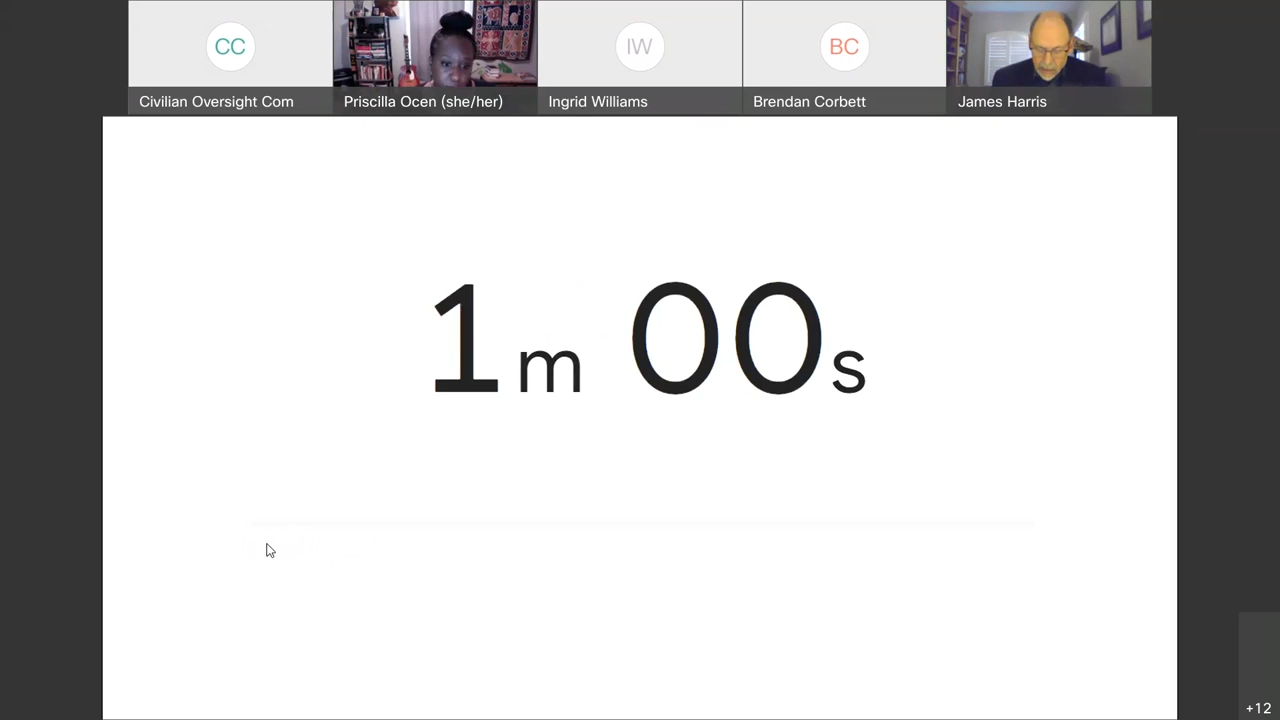 CC
IW
BC
Civilian Oversight Com
Priscilla Ocen (she/her)
Ingrid Williams
Brendan Corbett
James Harris
1m 00s
+12